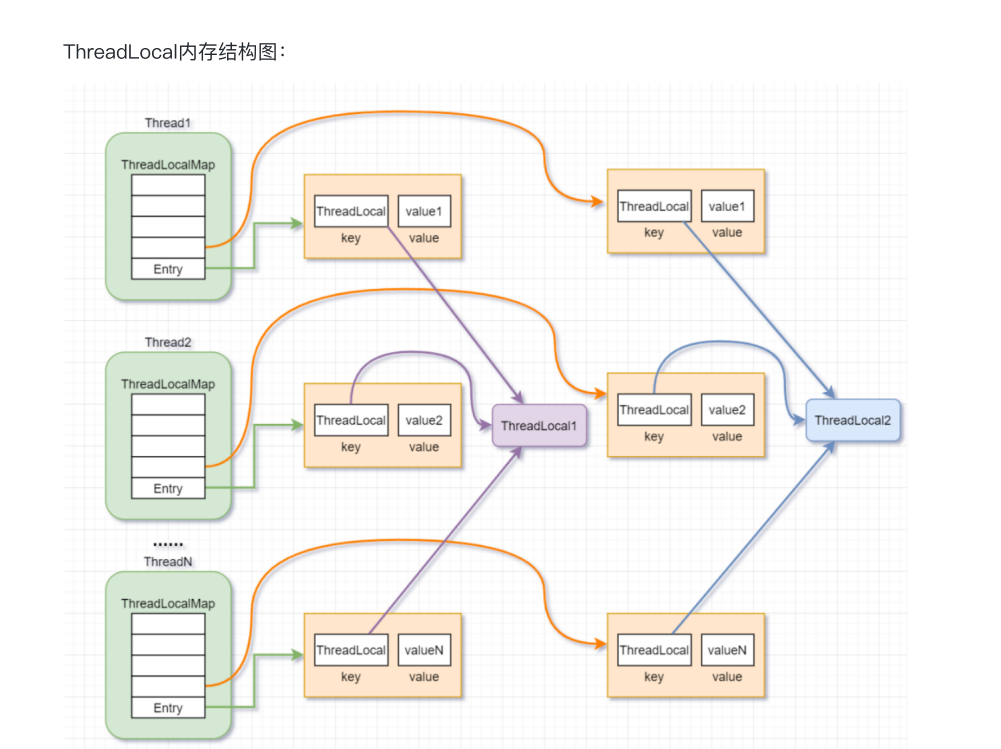 ThreadLocal内存结构图：
Thread1
ThreadLocalMap
Entry
ThreadLocal value1
key value
ThreadLocal value1
key value
Thread2
ThreadLocalMap
Entry
ThreadLocal value2
key value
ThreadLocal1
ThreadLocal value2
key value
ThreadLocal2
......
ThreadN
ThreadLocalMap
Entry
ThreadLocal valueN
key value
ThreadLocal valueN
key value